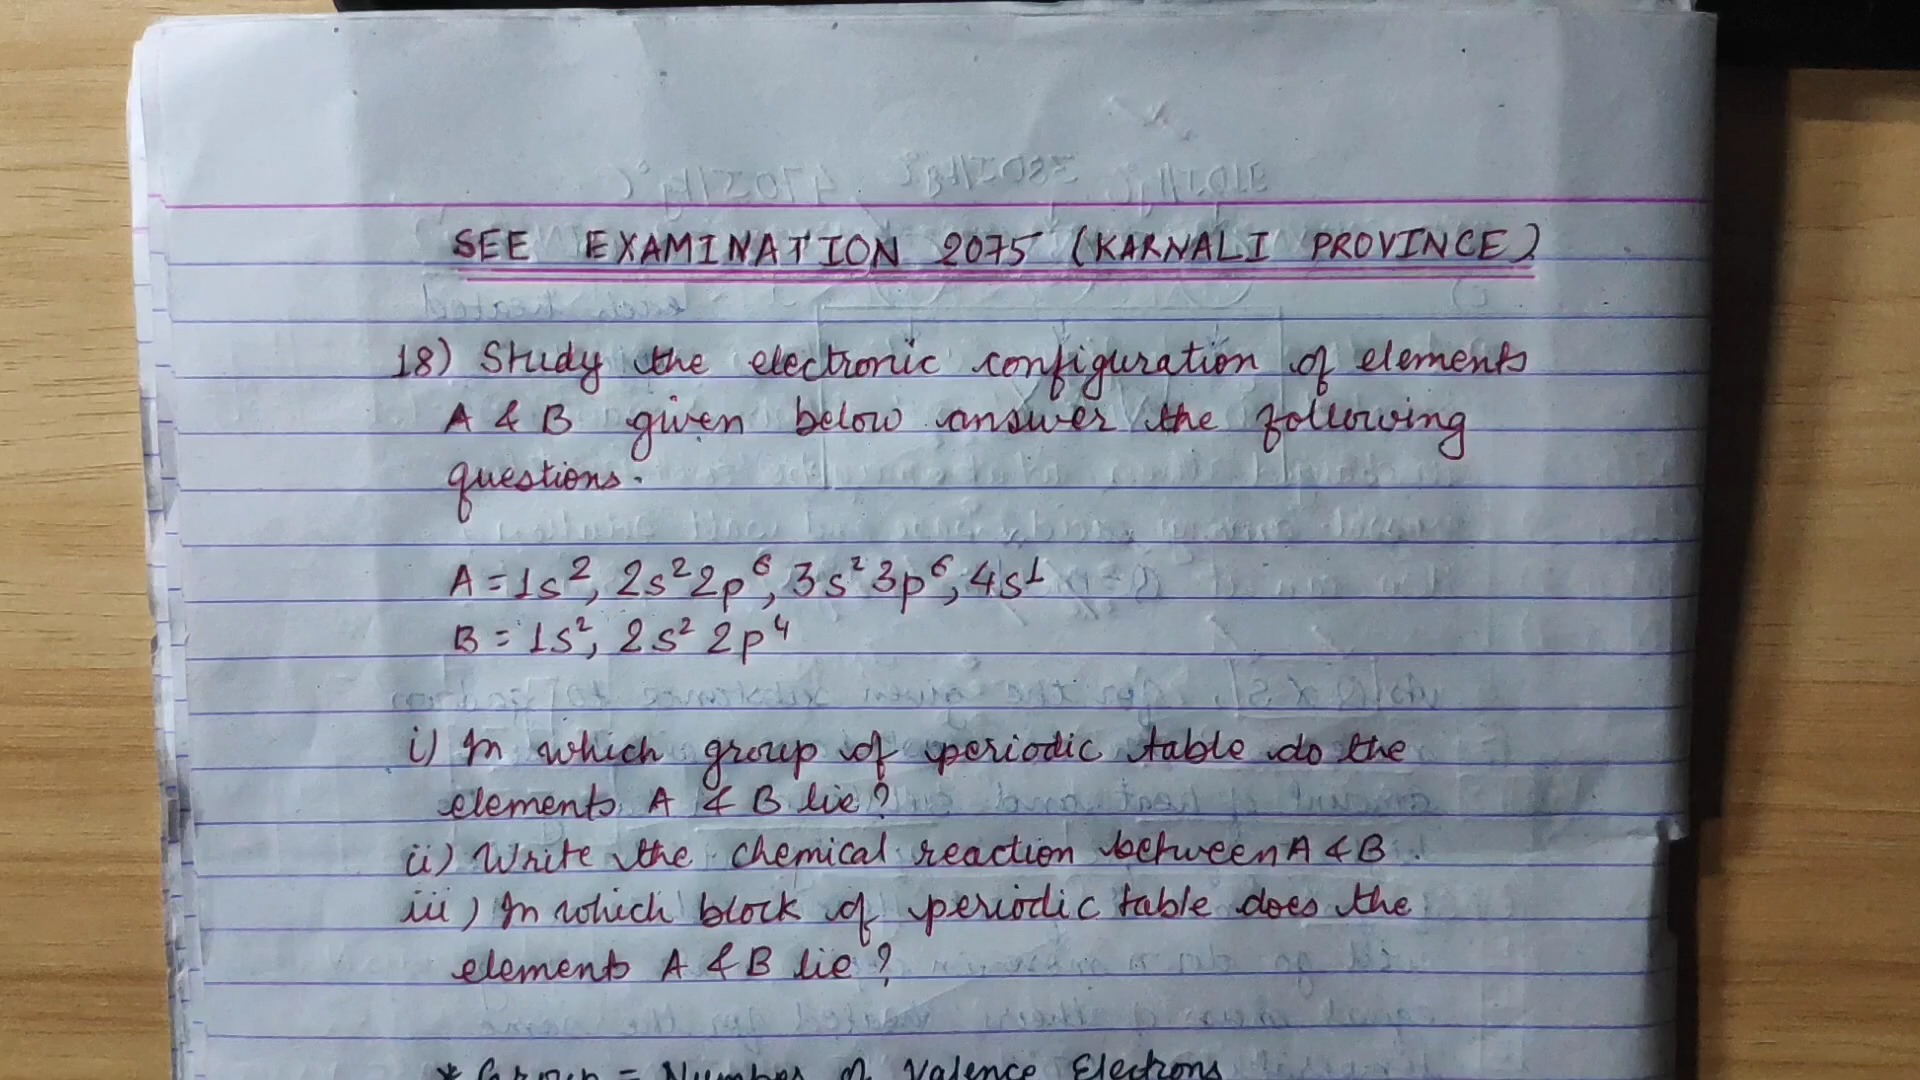 SEE EXAMINATION 2075 (KARNALI PROVINCE)
18) Study the electronic configuration of elements
A & B given below answer the following
questions.
A = 1s², 2s² 2p⁶, 3s² 3p⁶, 4s¹
B = 1s², 2s² 2p⁴
i) In which group of periodic table do the
elements A & B lie?
ii) Write the chemical reaction between A & B.
iii) In which block of periodic table does the
elements A & B lie?
* Group = Number of Valence Electrons